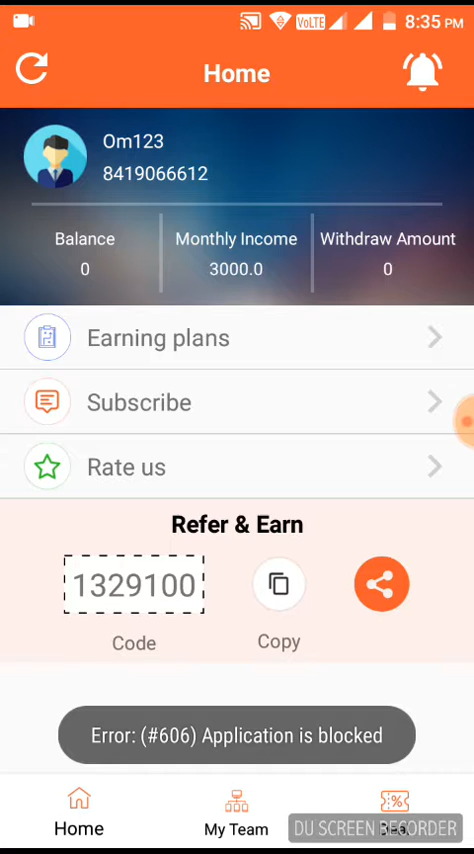 VoLTE 8:35 PM
Home
Om123
8419066612
Balance Monthly Income Withdraw Amount
0 3000.0 0
Earning plans
Subscribe
Rate us
Refer & Earn
1329100
Code Copy
Error: (#606) Application is blocked
Home My Team
DU SCREEN RECORDER